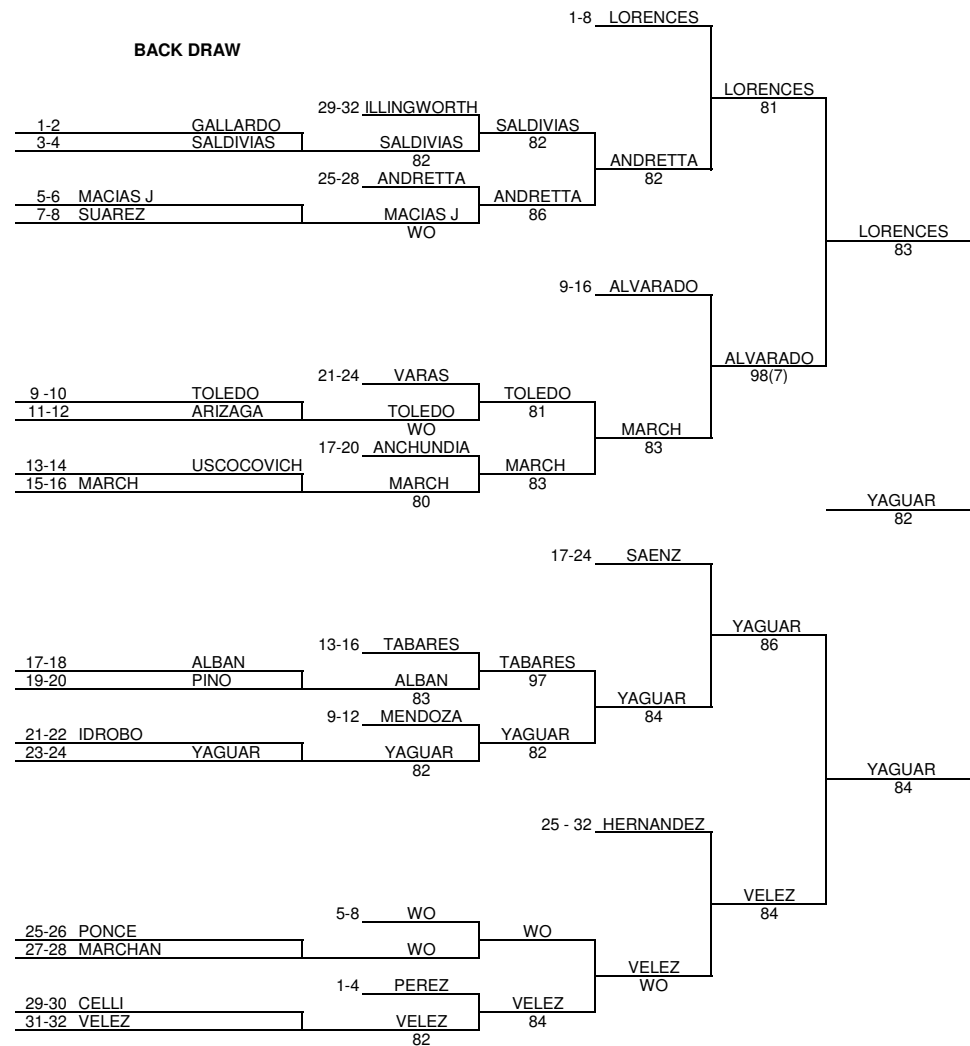 1-8 LORENCES
BACK DRAW
LORENCES
29-32 ILLINGWORTH
81
1-2 GALLARDO SALDIVIAS
3-4 SALDIVIAS SALDIVIAS 82
82 ANDRETTA
25-28 ANDRETTA 82
5-6 MACIAS J ANDRETTA
7-8 SUAREZ MACIAS J 86
WO LORENCES
83
9-16 ALVARADO
ALVARADO
21-24 VARAS 98(7)
9 -10 TOLEDO TOLEDO
11-12 ARIZAGA TOLEDO 81
WO MARCH
17-20 ANCHUNDIA 83
13-14 USCOCOVICH MARCH
15-16 MARCH MARCH 83
80 YAGUAR
82
17-24 SAENZ
YAGUAR
13-16 TABARES 86
17-18 ALBAN TABARES
19-20 PINO ALBAN 97
83 YAGUAR
9-12 MENDOZA 84
21-22 IDROBO YAGUAR
23-24 YAGUAR YAGUAR 82
82 YAGUAR
84
25 - 32 HERNANDEZ
VELEZ
5-8 WO 84
25-26 PONCE WO
27-28 MARCHAN WO
VELEZ
1-4 PEREZ WO
29-30 CELLI VELEZ
31-32 VELEZ VELEZ 84
82